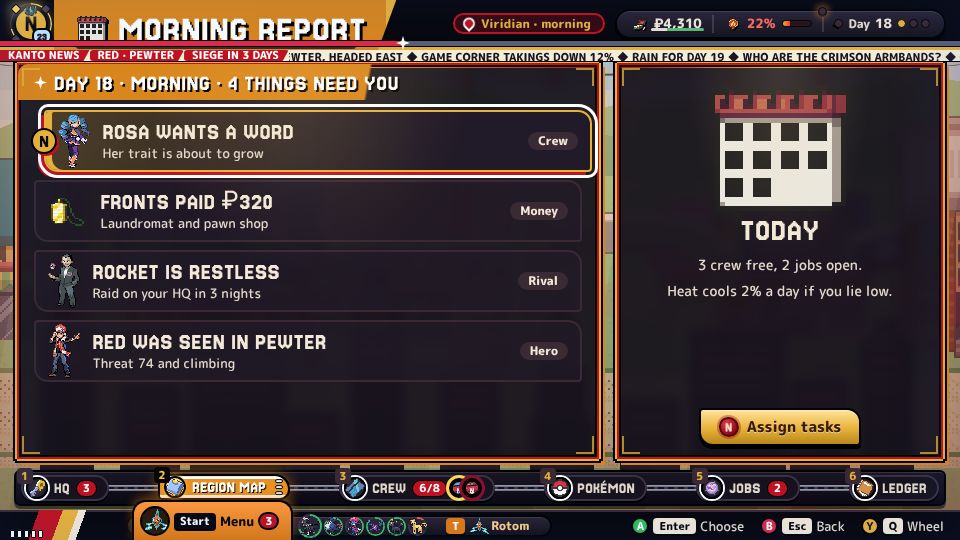 MORNING REPORT
Viridian · morning
₽4,310
22%
Day 18
KANTO NEWS
RED · PEWTER
SIEGE IN 3 DAYS
WTER, HEADED EAST ◆ GAME CORNER TAKINGS DOWN 12% ◆ RAIN FOR DAY 19 ◆ WHO ARE THE CRIMSON ARMBANDS? ◆
DAY 18 · MORNING · 4 THINGS NEED YOU
N
ROSA WANTS A WORD
Her trait is about to grow
Crew
FRONTS PAID ₽320
Laundromat and pawn shop
Money
ROCKET IS RESTLESS
Raid on your HQ in 3 nights
Rival
RED WAS SEEN IN PEWTER
Threat 74 and climbing
Hero
TODAY
3 crew free, 2 jobs open.
Heat cools 2% a day if you lie low.
N Assign tasks
1 HQ 3
2 REGION MAP
3 CREW 6/8
4 POKÉMON
5 JOBS 2
6 LEDGER
Start Menu 3
T Rotom
A Enter Choose
B Esc Back
Y Q Wheel